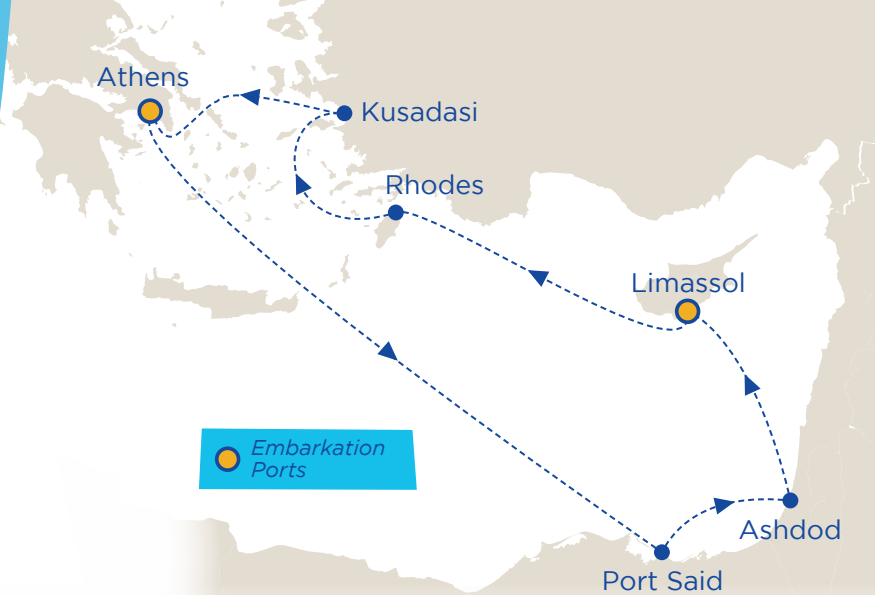 Athens
Kusadasi
Rhodes
Limassol
Embarkation
Ports
Ashdod
Port Said